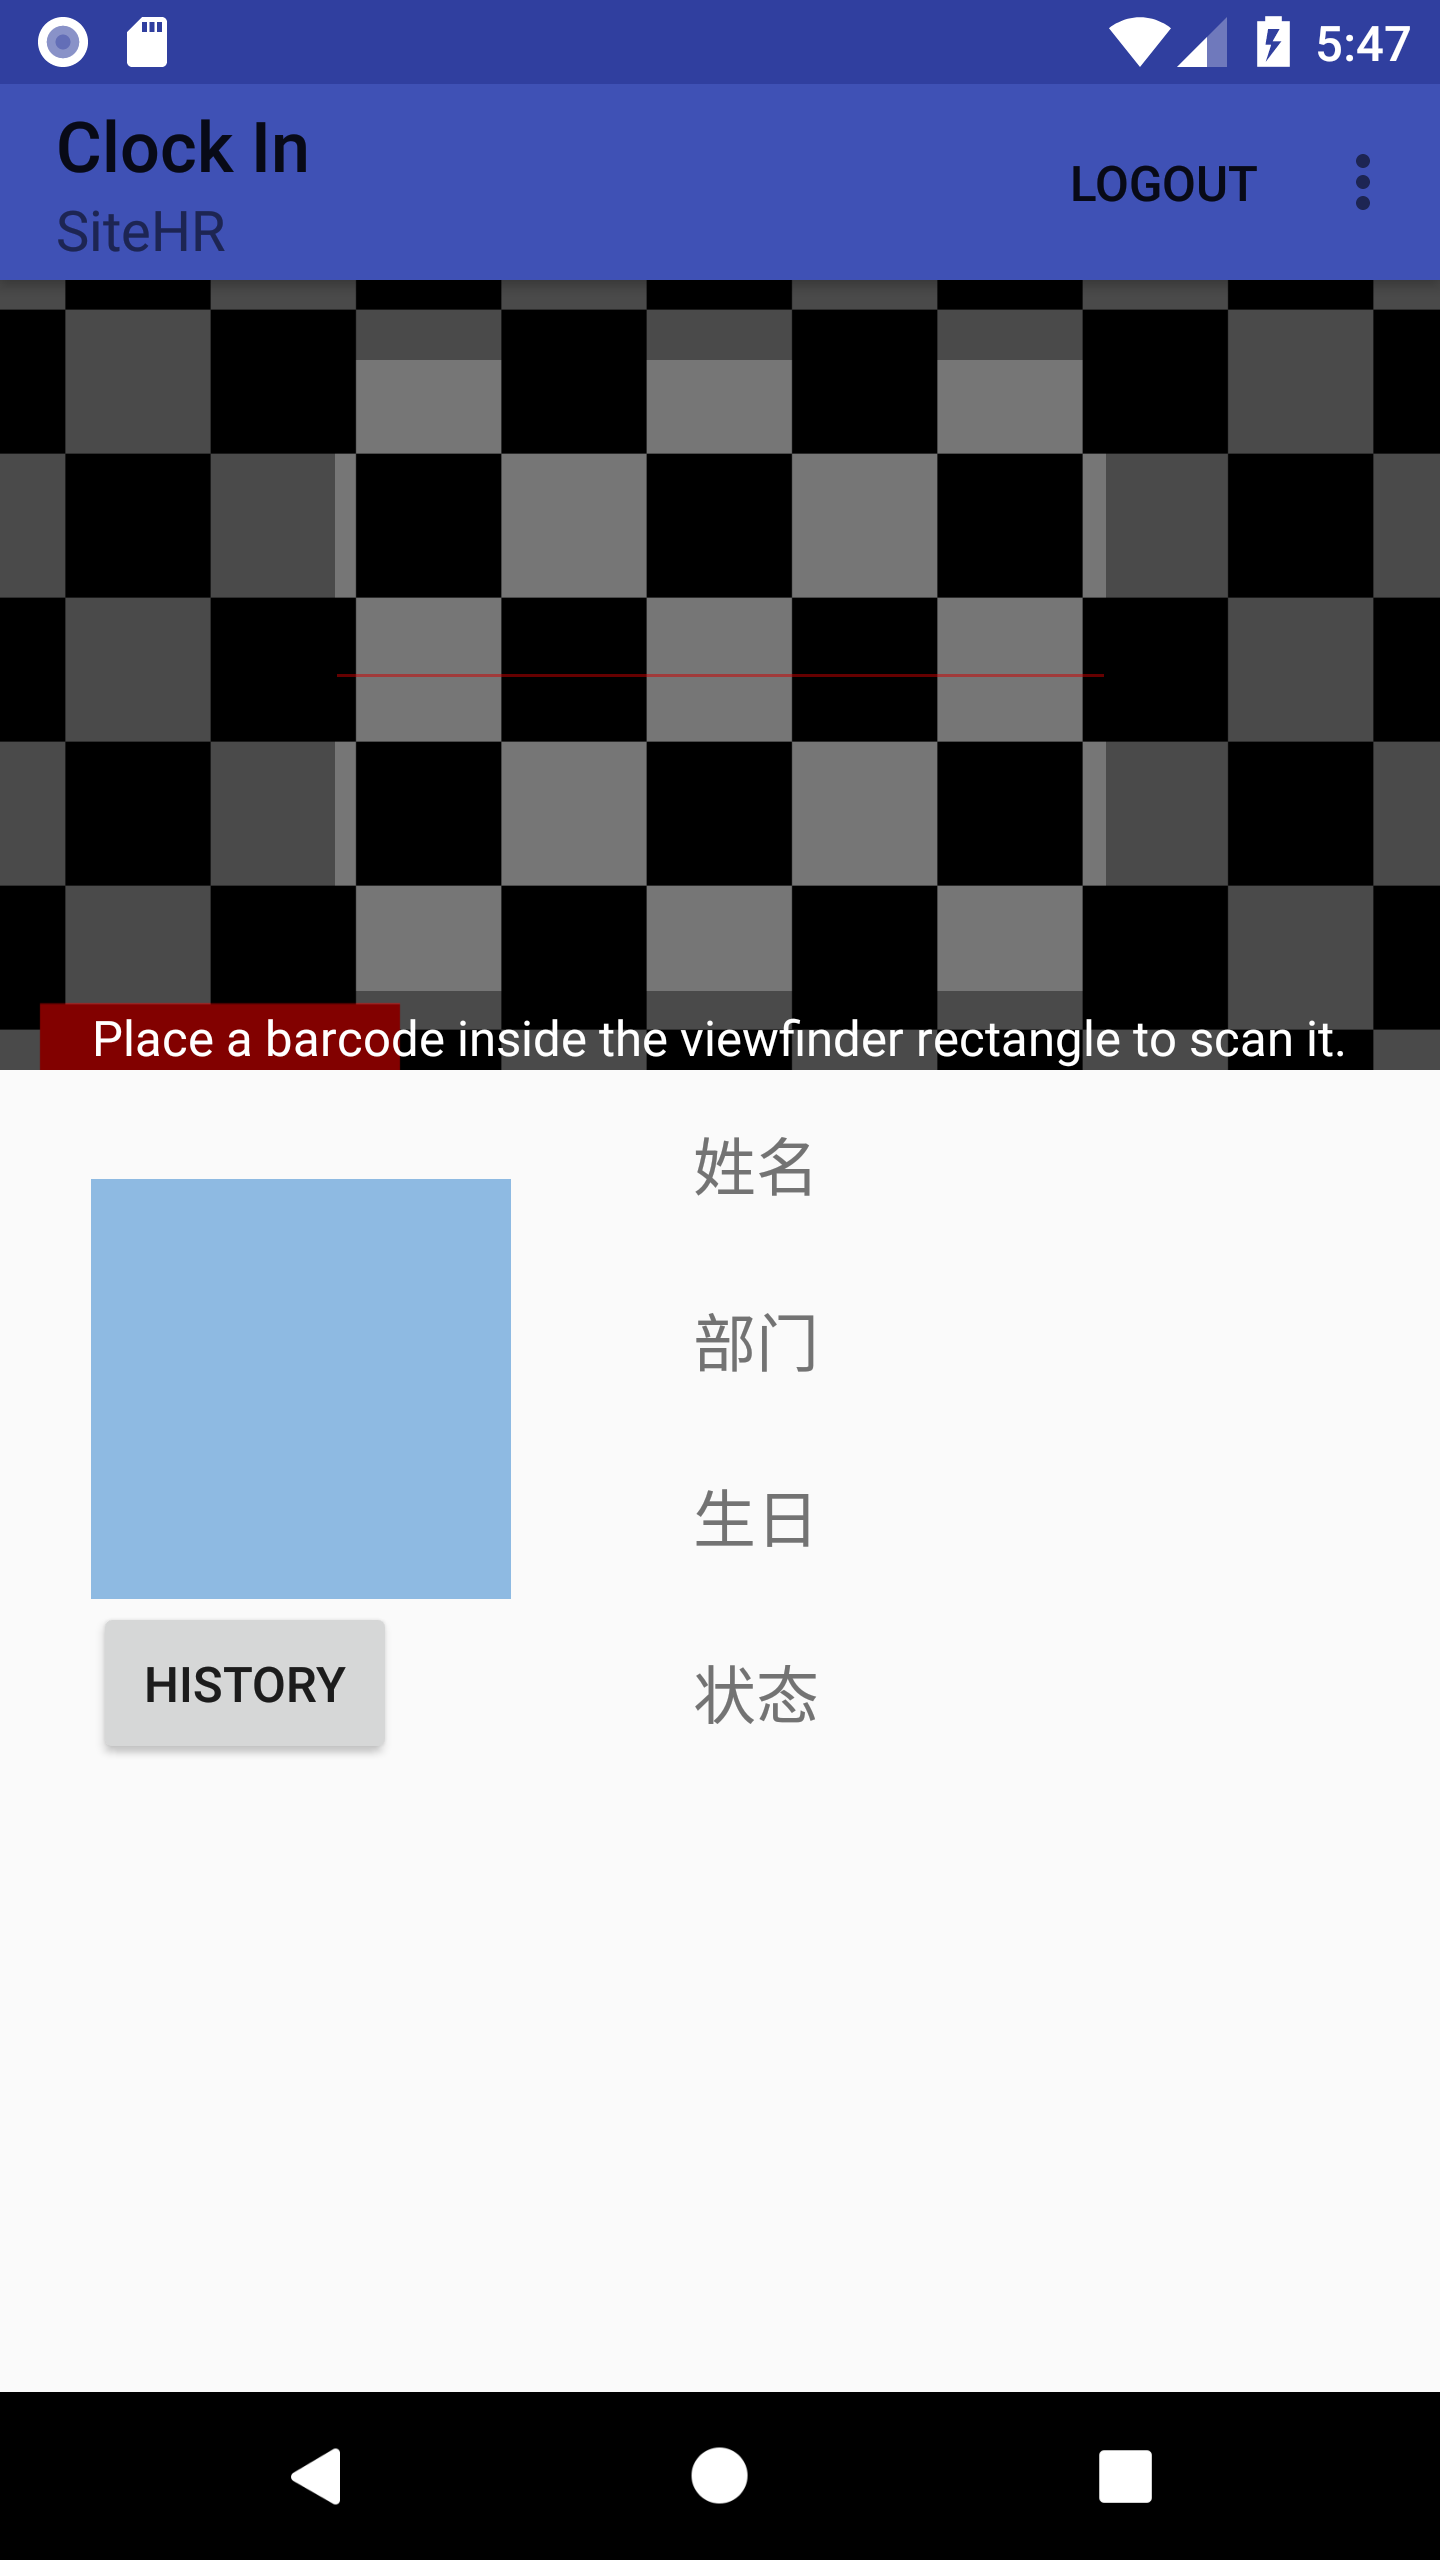 5:47
Clock In
SiteHR
LOGOUT
Place a barcode inside the viewfinder rectangle to scan it.
姓名
部门
生日
HISTORY
状态